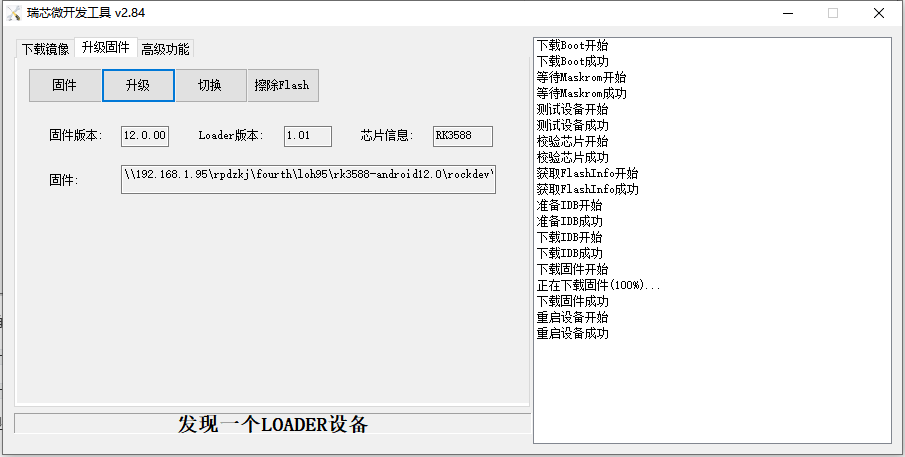 瑞芯微开发工具 v2.84
下载镜像 升级固件 高级功能
固件 升级 切换 擦除Flash
固件版本: 12.0.00 Loader版本: 1.01 芯片信息: RK3588
固件: \\192.168.1.95\rpdzkj\fourth\loh95\rk3588-android12.0\rockdev\
发现一个LOADER设备
下载Boot开始
下载Boot成功
等待Maskrom开始
等待Maskrom成功
测试设备开始
测试设备成功
校验芯片开始
校验芯片成功
获取FlashInfo开始
获取FlashInfo成功
准备IDB开始
准备IDB成功
下载IDB开始
下载IDB成功
下载固件开始
正在下载固件(100%)...
下载固件成功
重启设备开始
重启设备成功